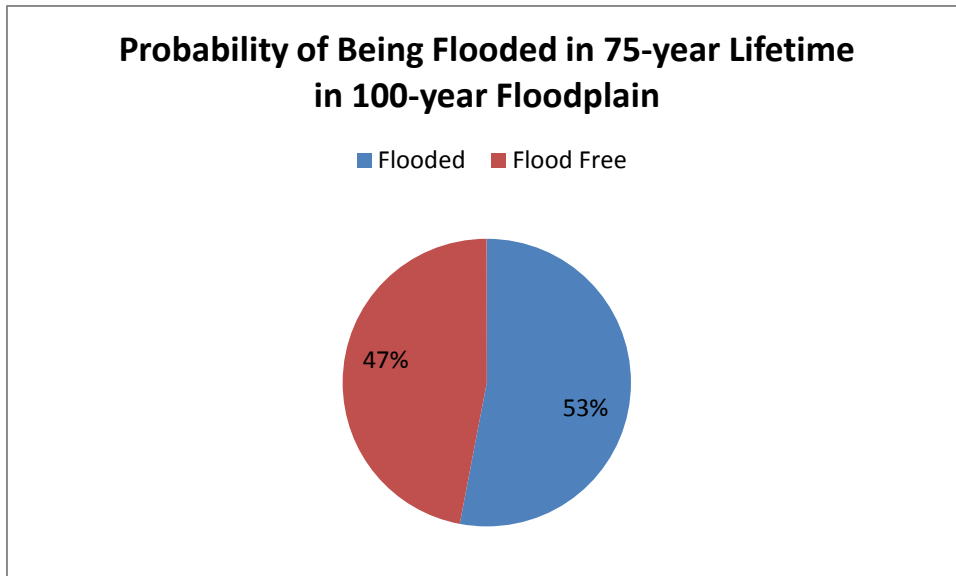 Probability of Being Flooded in 75-year Lifetime
in 100-year Floodplain
Flooded Flood Free
47%
53%